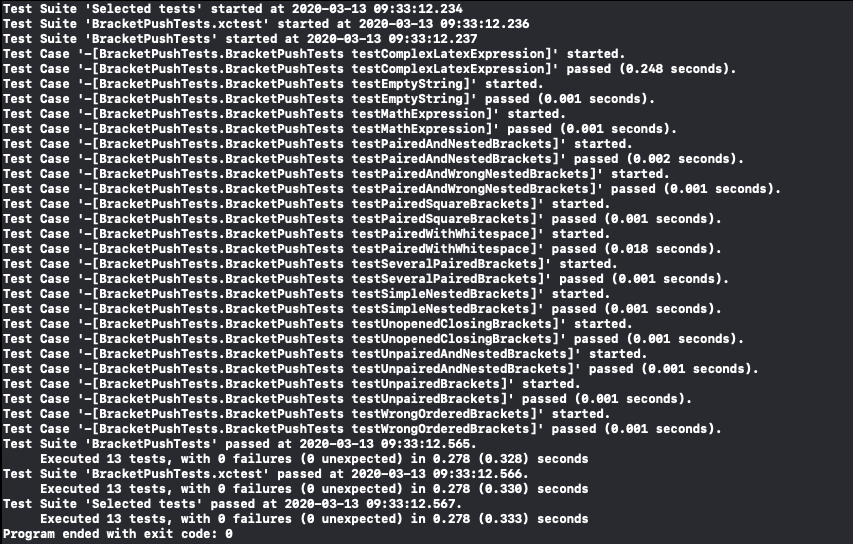 Test Suite 'Selected tests' started at 2020-03-13 09:33:12.234
Test Suite 'BracketPushTests.xctest' started at 2020-03-13 09:33:12.236
Test Suite 'BracketPushTests' started at 2020-03-13 09:33:12.237
Test Case '-[BracketPushTests.BracketPushTests testComplexLatexExpression]' started.
Test Case '-[BracketPushTests.BracketPushTests testComplexLatexExpression]' passed (0.248 seconds).
Test Case '-[BracketPushTests.BracketPushTests testEmptyString]' started.
Test Case '-[BracketPushTests.BracketPushTests testEmptyString]' passed (0.001 seconds).
Test Case '-[BracketPushTests.BracketPushTests testMathExpression]' started.
Test Case '-[BracketPushTests.BracketPushTests testMathExpression]' passed (0.001 seconds).
Test Case '-[BracketPushTests.BracketPushTests testPairedAndNestedBrackets]' started.
Test Case '-[BracketPushTests.BracketPushTests testPairedAndNestedBrackets]' passed (0.002 seconds).
Test Case '-[BracketPushTests.BracketPushTests testPairedAndWrongNestedBrackets]' started.
Test Case '-[BracketPushTests.BracketPushTests testPairedAndWrongNestedBrackets]' passed (0.001 seconds).
Test Case '-[BracketPushTests.BracketPushTests testPairedSquareBrackets]' started.
Test Case '-[BracketPushTests.BracketPushTests testPairedSquareBrackets]' passed (0.001 seconds).
Test Case '-[BracketPushTests.BracketPushTests testPairedWithWhitespace]' started.
Test Case '-[BracketPushTests.BracketPushTests testPairedWithWhitespace]' passed (0.018 seconds).
Test Case '-[BracketPushTests.BracketPushTests testSeveralPairedBrackets]' started.
Test Case '-[BracketPushTests.BracketPushTests testSeveralPairedBrackets]' passed (0.001 seconds).
Test Case '-[BracketPushTests.BracketPushTests testSimpleNestedBrackets]' started.
Test Case '-[BracketPushTests.BracketPushTests testSimpleNestedBrackets]' passed (0.001 seconds).
Test Case '-[BracketPushTests.BracketPushTests testUnopenedClosingBrackets]' started.
Test Case '-[BracketPushTests.BracketPushTests testUnopenedClosingBrackets]' passed (0.001 seconds).
Test Case '-[BracketPushTests.BracketPushTests testUnpairedAndNestedBrackets]' started.
Test Case '-[BracketPushTests.BracketPushTests testUnpairedAndNestedBrackets]' passed (0.001 seconds).
Test Case '-[BracketPushTests.BracketPushTests testUnpairedBrackets]' started.
Test Case '-[BracketPushTests.BracketPushTests testUnpairedBrackets]' passed (0.001 seconds).
Test Case '-[BracketPushTests.BracketPushTests testWrongOrderedBrackets]' started.
Test Case '-[BracketPushTests.BracketPushTests testWrongOrderedBrackets]' passed (0.001 seconds).
Test Suite 'BracketPushTests' passed at 2020-03-13 09:33:12.565.
Executed 13 tests, with 0 failures (0 unexpected) in 0.278 (0.328) seconds
Test Suite 'BracketPushTests.xctest' passed at 2020-03-13 09:33:12.566.
Executed 13 tests, with 0 failures (0 unexpected) in 0.278 (0.330) seconds
Test Suite 'Selected tests' passed at 2020-03-13 09:33:12.567.
Executed 13 tests, with 0 failures (0 unexpected) in 0.278 (0.333) seconds
Program ended with exit code: 0